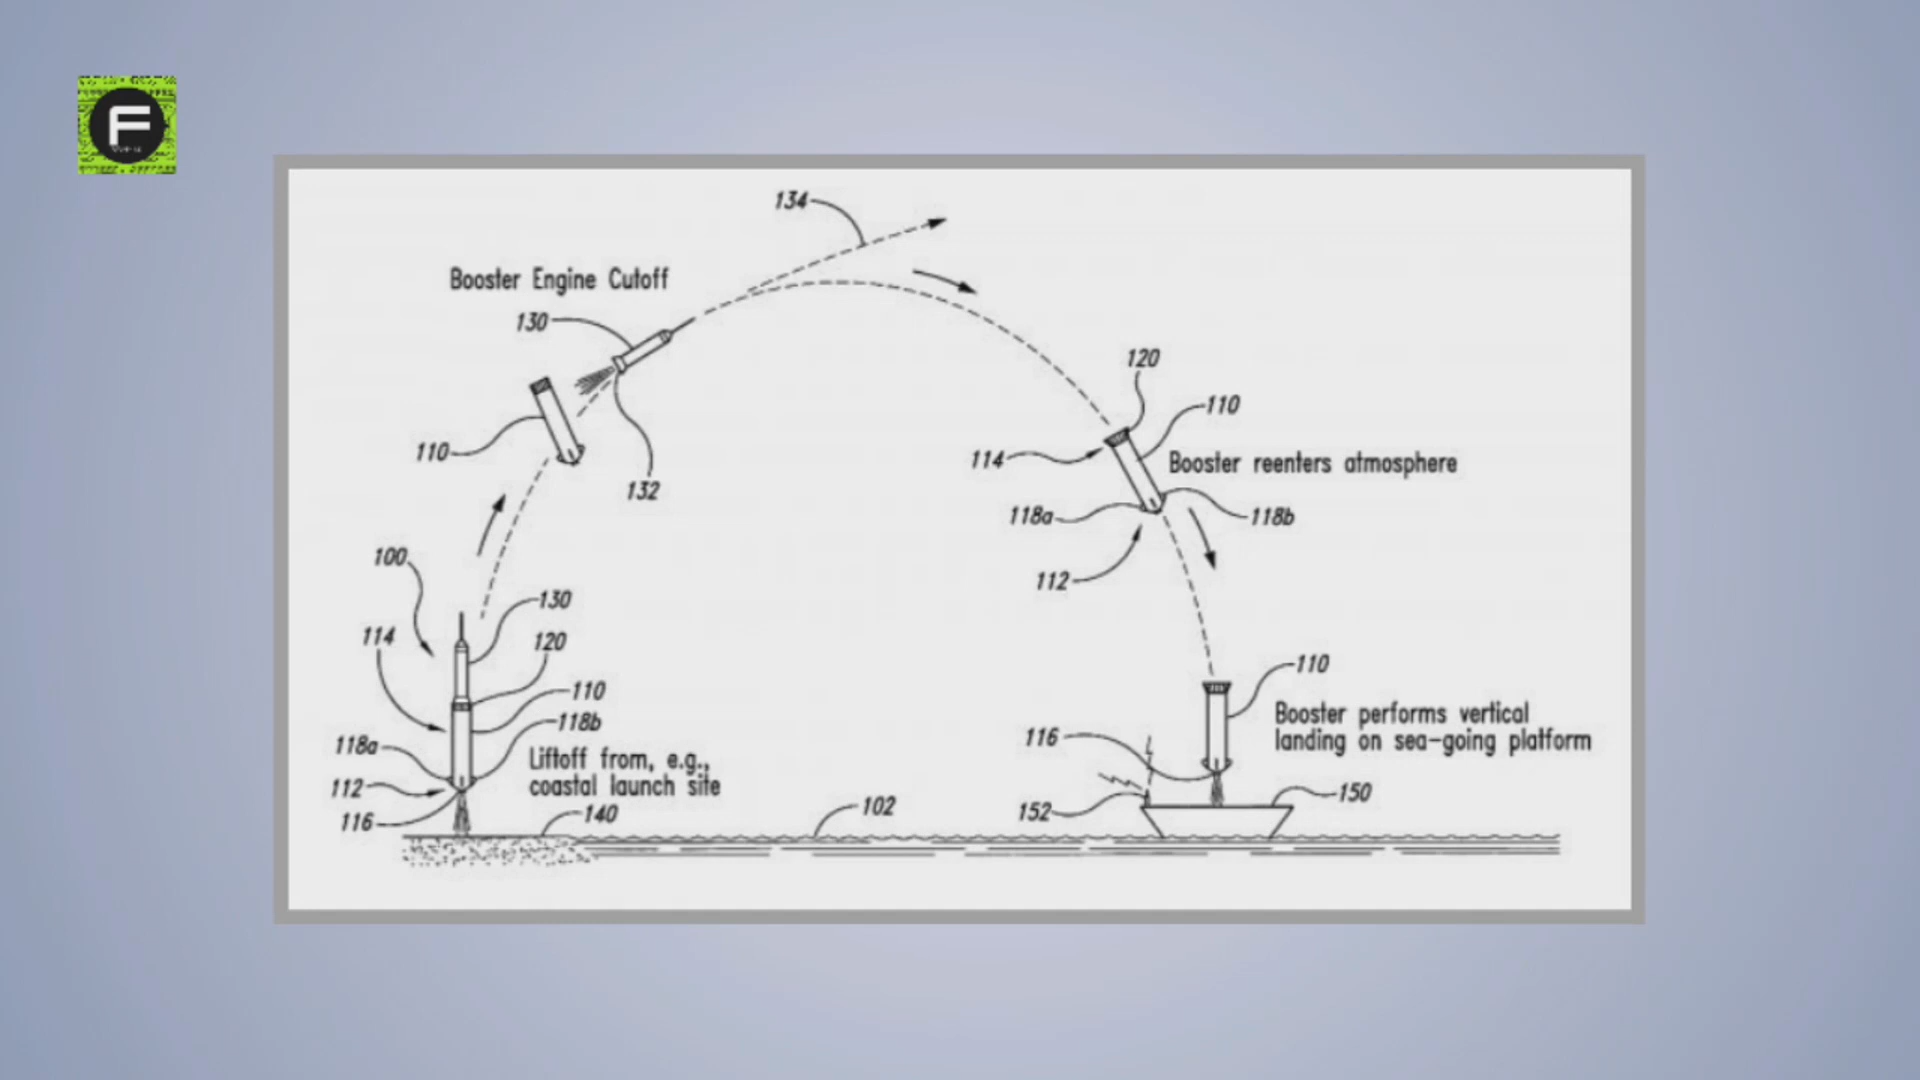 F
134
Booster Engine Cutoff
130
120
110
110
114
Booster reenters atmosphere
132
118a
118b
100
112
130
114
120
110
110
118b
116
Booster performs vertical
landing on sea-going platform
118a
Liftoff from, e.g.,
coastal launch site
112
150
116
140
102
152